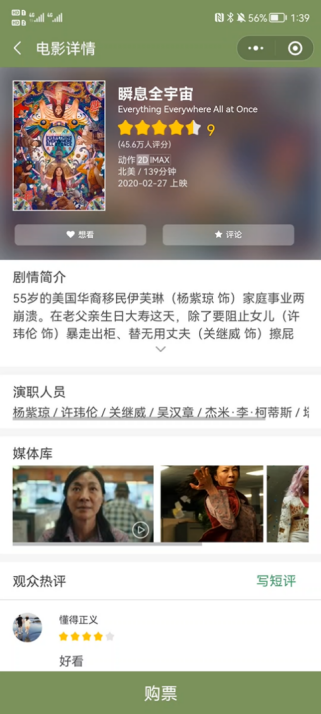 56% 1:39
电影详情
瞬息全宇宙
Everything Everywhere All at Once
9
(45.6万人评分)
动作 2D IMAX
北美 / 139分钟
2020-02-27 上映
想看
评论
剧情简介
55岁的美国华裔移民伊芙琳（杨紫琼 饰）家庭事业两
崩溃。在老父亲生日大寿这天，除了要阻止女儿（许
玮伦 饰）暴走出柜、替无用丈夫（关继威 饰）擦屁
演职人员
杨紫琼 / 许玮伦 / 关继威 / 吴汉章 / 杰米·李·柯蒂斯 /
媒体库
观众热评
写短评
懂得正义
好看
购票